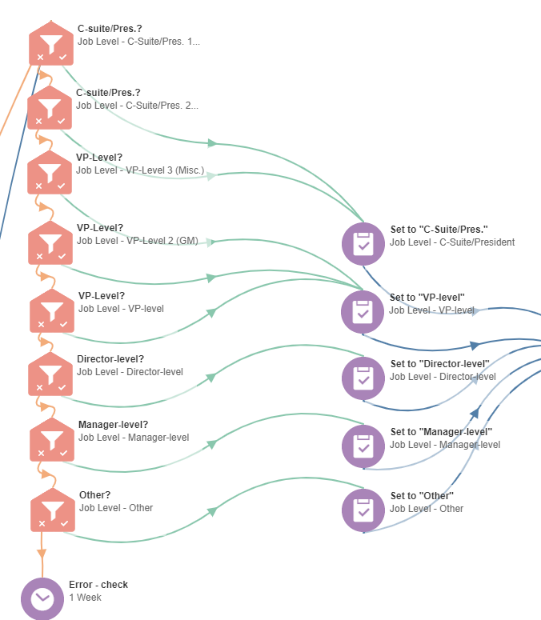 C-suite/Pres.?
Job Level - C-Suite/Pres. 1...
C-suite/Pres.?
Job Level - C-Suite/Pres. 2...
VP-Level?
Job Level - VP-Level 3 (Misc.)
VP-Level?
Job Level - VP-Level 2 (GM)
Set to "C-Suite/Pres."
Job Level - C-Suite/President
VP-Level?
Job Level - VP-level
Set to "VP-level"
Job Level - VP-level
Director-level?
Job Level - Director-level
Set to "Director-level"
Job Level - Director-level
Manager-level?
Job Level - Manager-level
Set to "Manager-level"
Job Level - Manager-level
Other?
Job Level - Other
Set to "Other"
Job Level - Other
Error - check
1 Week